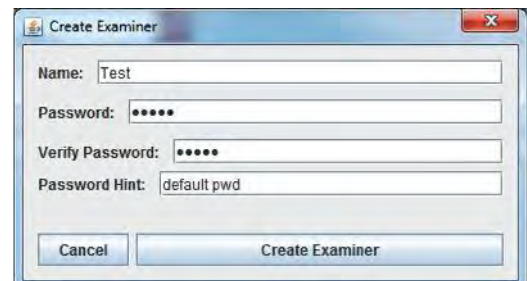 Create Examiner
Name: Test
Password: •••••
Verify Password: •••••
Password Hint: default pwd
Cancel Create Examiner